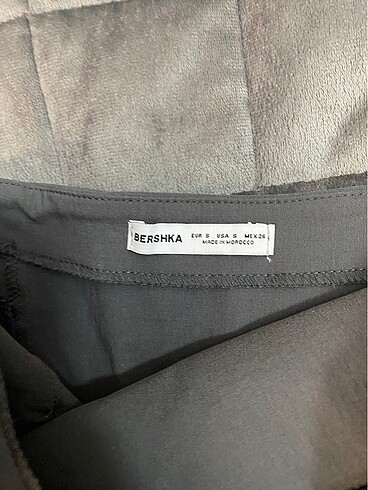 BERSHKA
EUR S USA S MEX 26
MADE IN MOROCCO